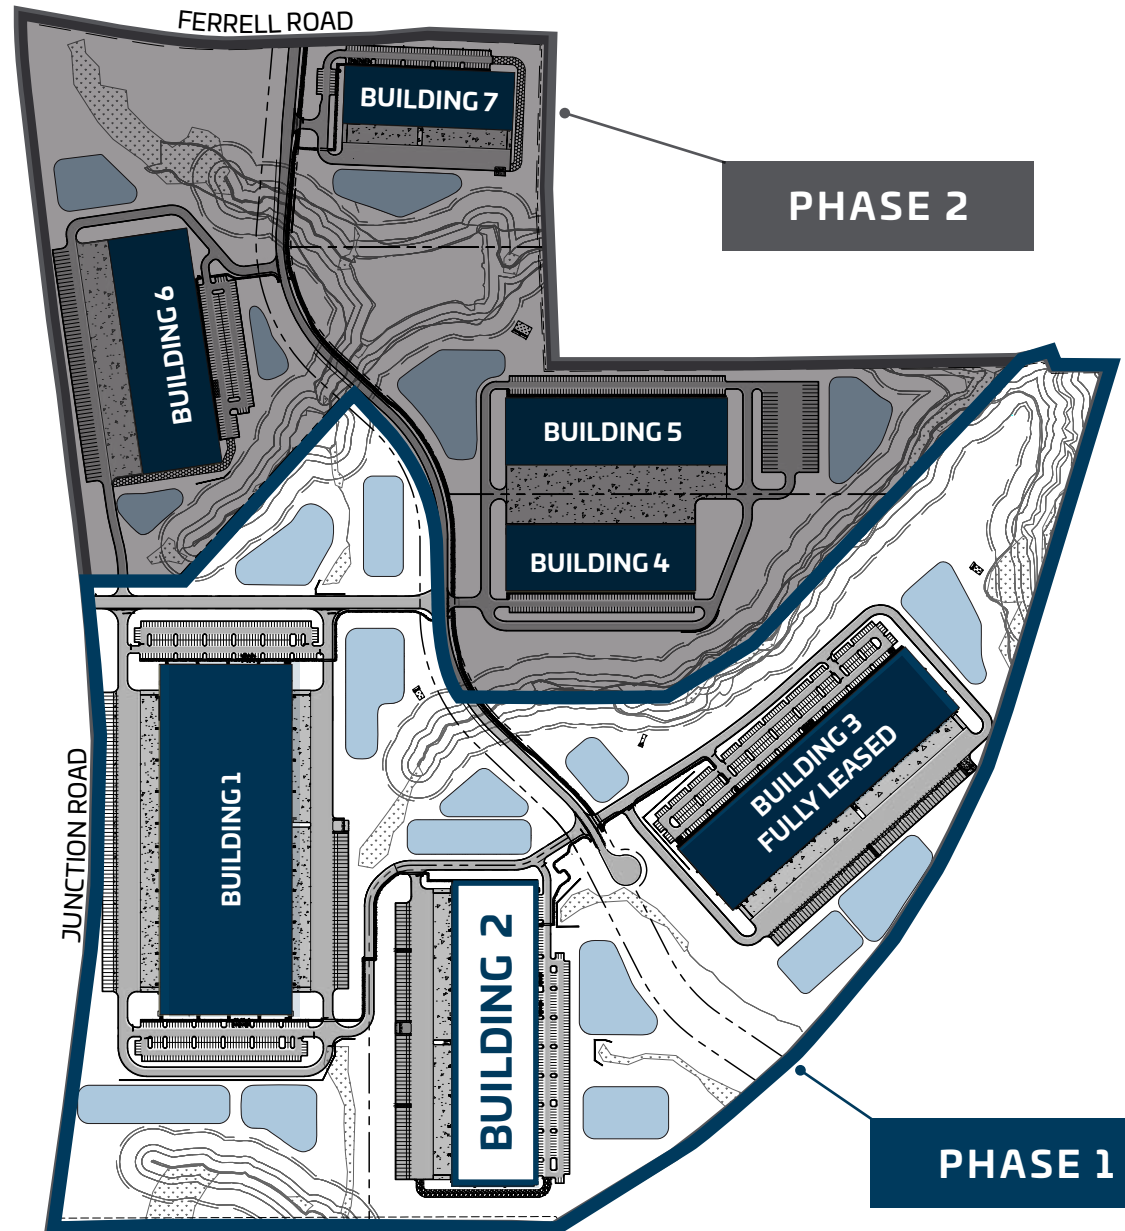 FERRELL ROAD
BUILDING 7
PHASE 2
BUILDING 6
BUILDING 5
BUILDING 4
BUILDING 1
JUNCTION ROAD
BUILDING 3
FULLY LEASED
BUILDING 2
PHASE 1